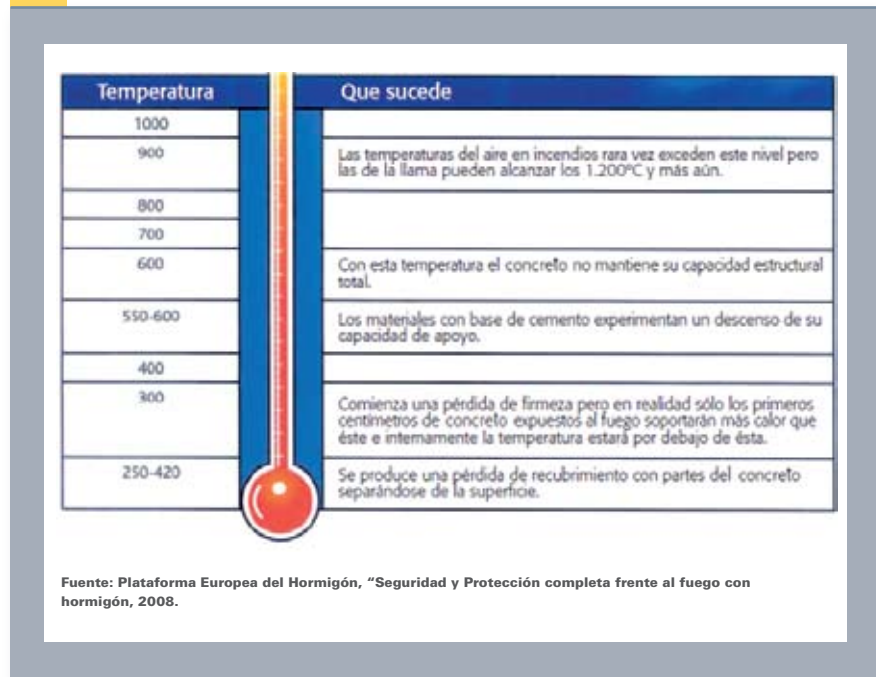 Temperatura Que sucede
1000
900 Las temperaturas del aire en incendios rara vez exceden este nivel pero
las de la llama pueden alcanzar los 1.200ºC y más aún.
800
700
600 Con esta temperatura el concreto no mantiene su capacidad estructural
total.
550-600 Los materiales con base de cemento experimentan un descenso de su
capacidad de apoyo.
400
300 Comienza una pérdida de firmeza pero en realidad sólo los primeros
centímetros de concreto expuestos al fuego soportarán más calor que
éste e internamente la temperatura estará por debajo de ésta.
250-420 Se produce una pérdida de recubrimiento con partes del concreto
separándose de la superficie.
Fuente: Plataforma Europea del Hormigón, “Seguridad y Protección completa frente al fuego con
hormigón, 2008.